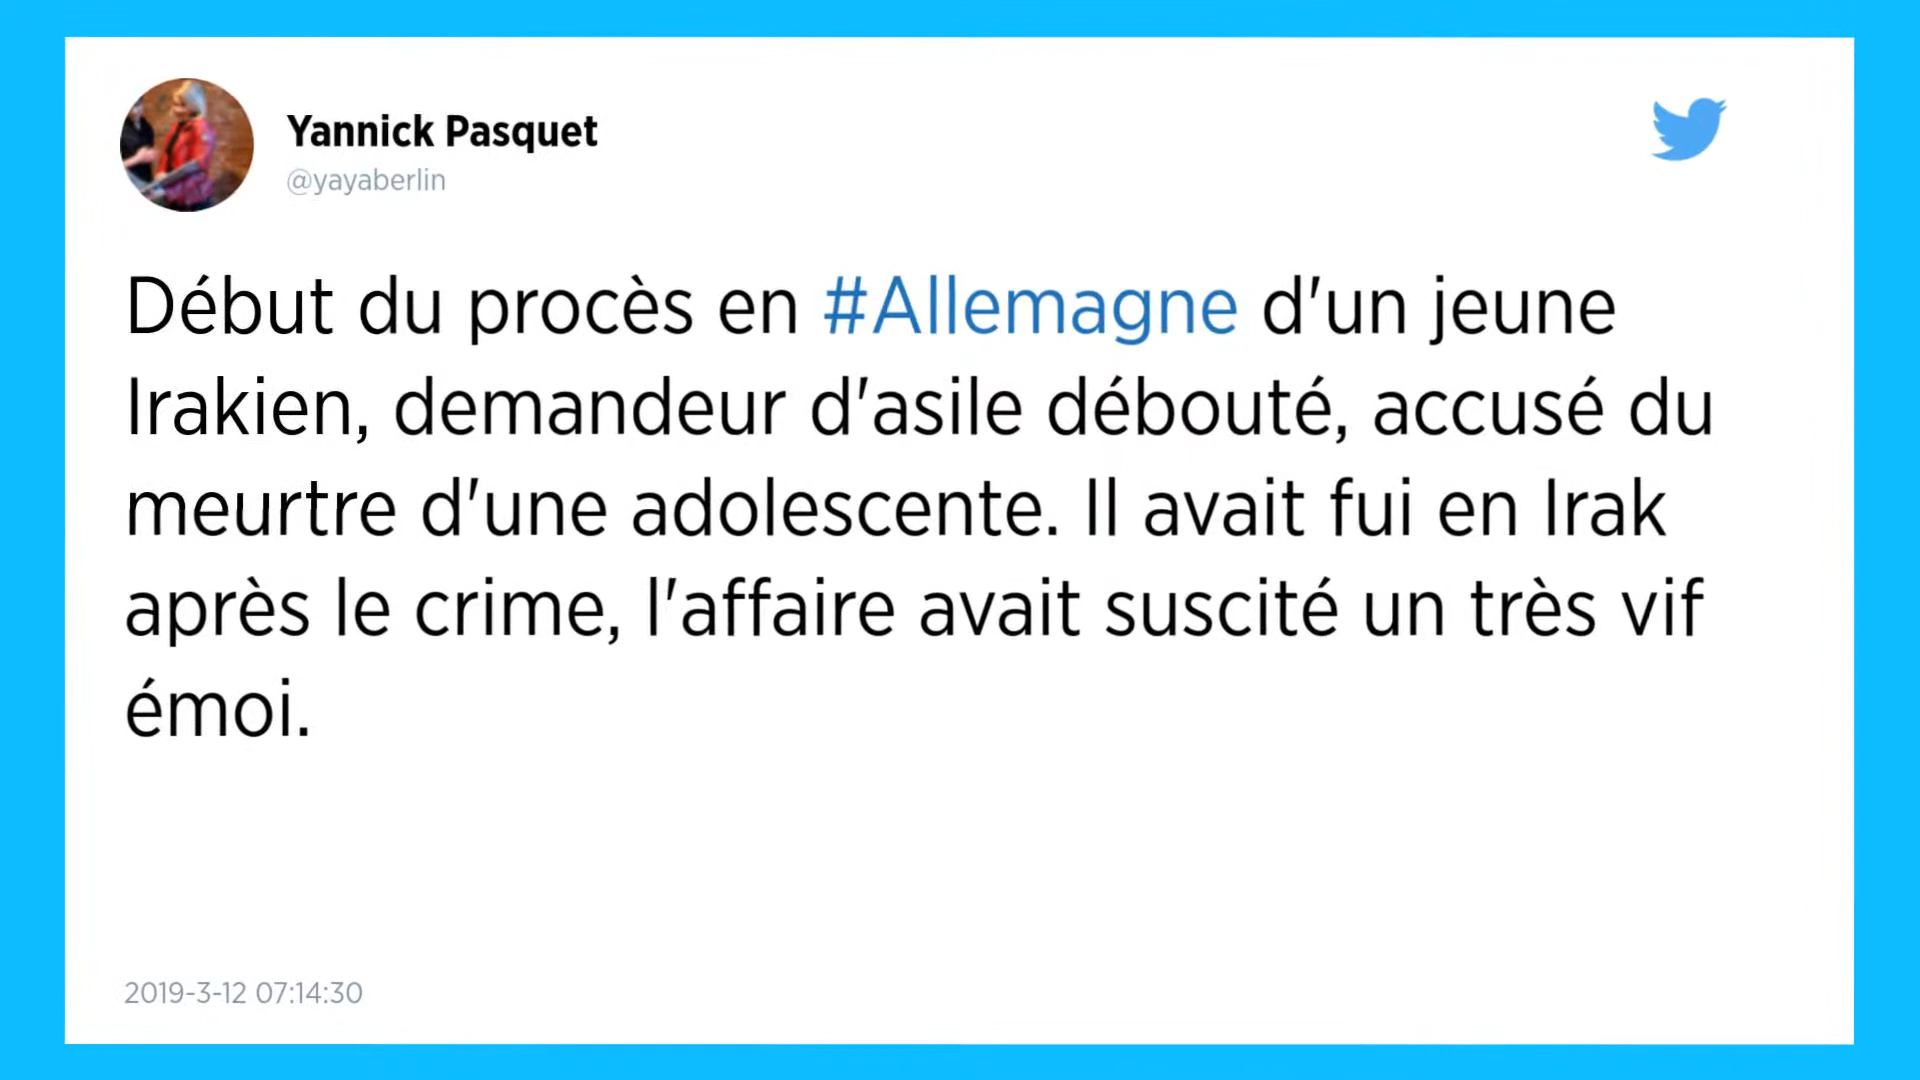 Yannick Pasquet
@yayaberlin
Début du procès en #Allemagne d'un jeune
Irakien, demandeur d'asile débouté, accusé du
meurtre d'une adolescente. Il avait fui en Irak
après le crime, l'affaire avait suscité un très vif
émoi.
2019-3-12 07:14:30